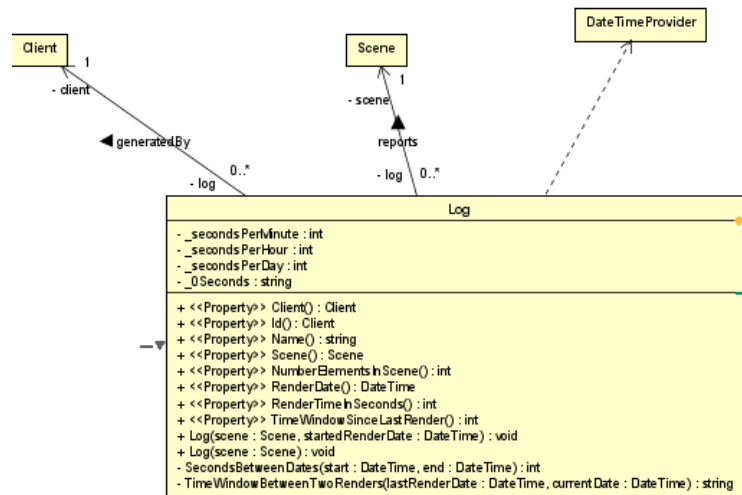 DateTimeProvider
Client
Scene
1
1
- client
- scene
generatedBy
reports
0..*
0..*
- log
- log
Log
- _secondsPerMinute : int
- _secondsPerHour : int
- _secondsPerDay : int
- _0Seconds : string
+ <<Property>> Client() : Client
+ <<Property>> Id() : Client
+ <<Property>> Name() : string
+ <<Property>> Scene() : Scene
+ <<Property>> NumberElementsInScene() : int
+ <<Property>> RenderDate() : DateTime
+ <<Property>> RenderTimeInSeconds() : int
+ <<Property>> TimeWindowSinceLastRender() : int
+ Log(scene : Scene, startedRenderDate : DateTime) : void
+ Log(scene : Scene) : void
- SecondsBetweenDates(start : DateTime, end : DateTime) : int
- TimeWindowBetweenTwoRenders(lastRenderDate : DateTime, currentDate : DateTime) : string